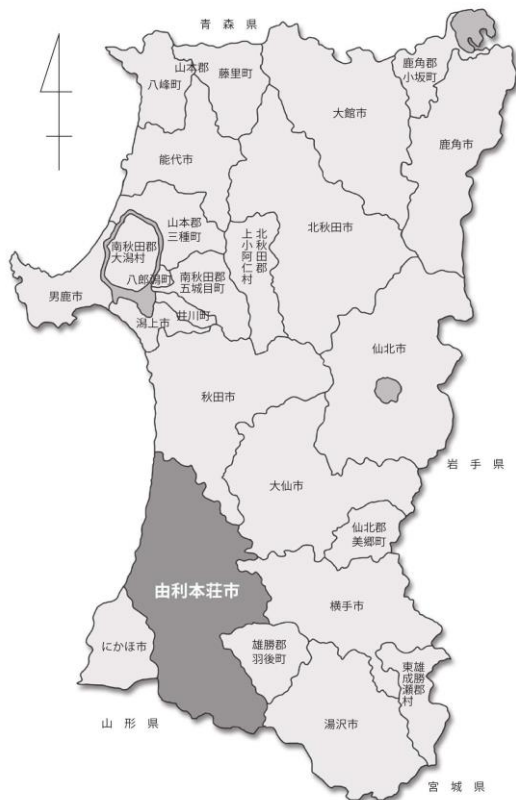 青森県
山本郡
八峰町
藤里町
大館市
鹿角郡
小坂町
鹿角市
能代市
山本郡
三種町
北秋田市
北秋田郡
上小阿仁村
南秋田郡
大潟村
八郎潟町
南秋田郡
五城目町
男鹿市
潟上市
井川町
仙北市
秋田市
岩手県
大仙市
仙北郡
美郷町
由利本荘市
横手市
にかほ市
雄勝郡
羽後町
雄勝郡
東成瀬村
山形県
湯沢市
宮城県